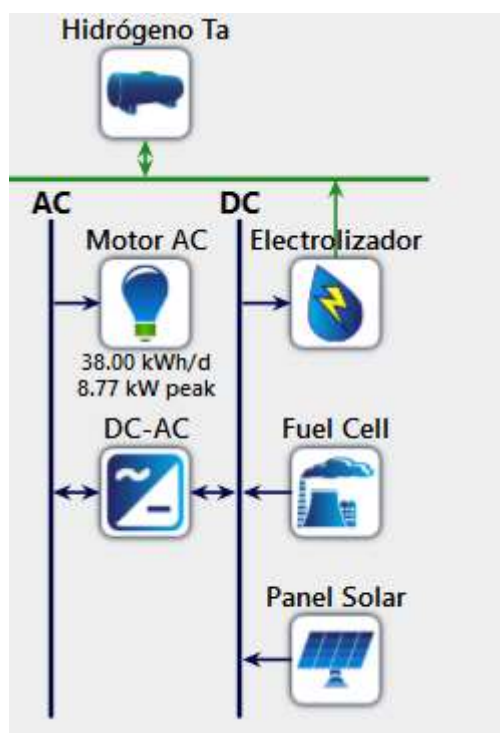 Hidrógeno Ta
AC
DC
Motor AC
Electrolizador
38.00 kWh/d
8.77 kW peak
DC-AC
Fuel Cell
Panel Solar